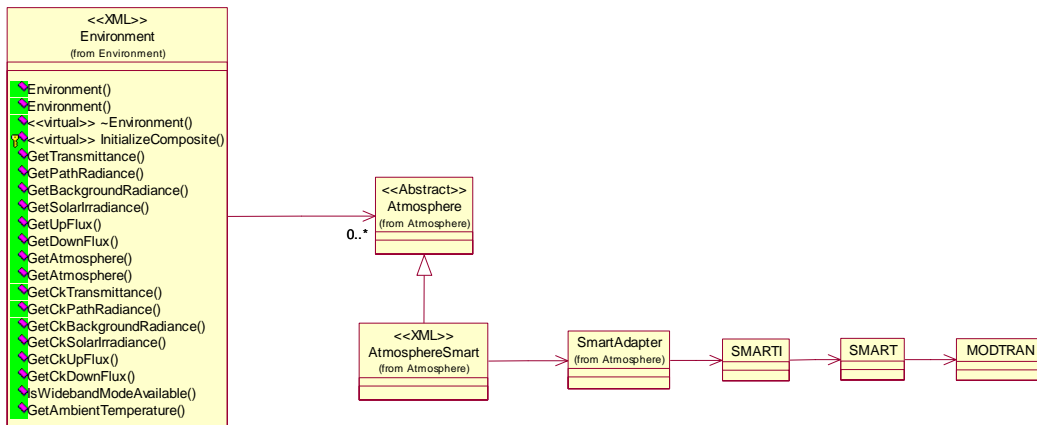 <<XML>>
Environment
(from Environment)
Environment()
Environment()
<<virtual>> ~Environment()
<<virtual>> InitializeComposite()
GetTransmittance()
GetPathRadiance()
GetBackgroundRadiance()
GetSolarIrradiance()
GetUpFlux()
GetDownFlux()
GetAtmosphere()
GetAtmosphere()
GetCkTransmittance()
GetCkPathRadiance()
GetCkBackgroundRadiance()
GetCkSolarIrradiance()
GetCkUpFlux()
GetCkDownFlux()
IsWidebandModeAvailable()
GetAmbientTemperature()
<<Abstract>>
Atmosphere
(from Atmosphere)
0..*
<<XML>>
AtmosphereSmart
(from Atmosphere)
SmartAdapter
(from Atmosphere)
SMARTI
SMART
MODTRAN